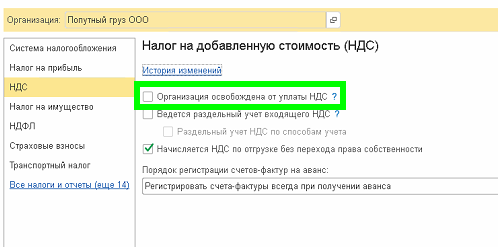 Организация: Попутный груз ООО
Система налогообложения
Налог на прибыль
НДС
Налог на имущество
НДФЛ
Страховые взносы
Транспортный налог
Все налоги и отчеты (еще 14)
Налог на добавленную стоимость (НДС)
История изменений
Организация освобождена от уплаты НДС ?
Ведется раздельный учет входящего НДС ?
Раздельный учет НДС по способам учета
Начисляется НДС по отгрузке без перехода права собственности
Порядок регистрации счетов-фактур на аванс:
Регистрировать счета-фактуры всегда при получении аванса